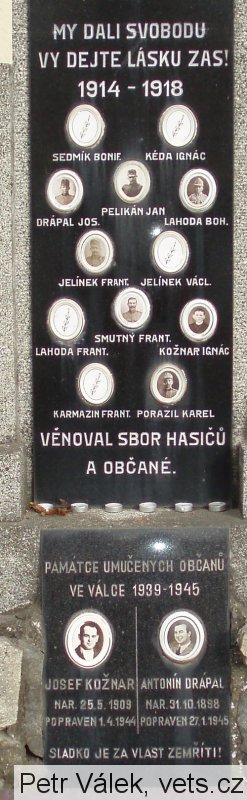 MY DALI SVOBODU
VY DEJTE LÁSKU ZAS!
1914 - 1918
SEDMÍK BONIF. KÉDA IGNÁC
PELIKÁN JAN
DRÁPAL JOS. LAHODA BOH.
JELÍNEK FRANT. JELÍNEK VÁCL.
SMUTNÝ FRANT.
LAHODA FRANT. KOŽNAR IGNÁC
KARMAZIN FRANT. PORAZIL KAREL
VĚNOVAL SBOR HASIČŮ
A OBČANÉ.
PAMÁTCE UMUČENÝCH OBČANŮ
VE VÁLCE 1939-1945
JOSEF KOŽNAR ANTONÍN DRÁPAL
NAR. 25.5.1909 NAR. 31.10.1898
POPRAVEN 1.4.1944 POPRAVEN 27.1.1945
SLADKO JE ZA VLAST ZEMŘÍTI!
Petr Válek, vets.cz